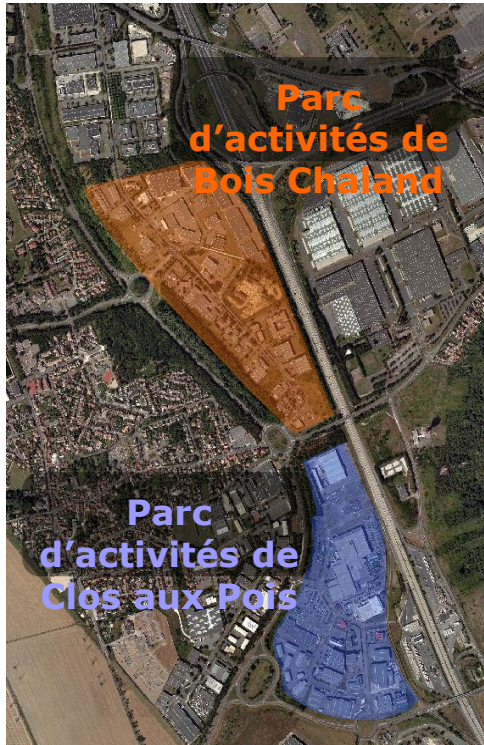 Parc
d’activités de
Bois Chaland
Parc
d’activités de
Clos aux Pois